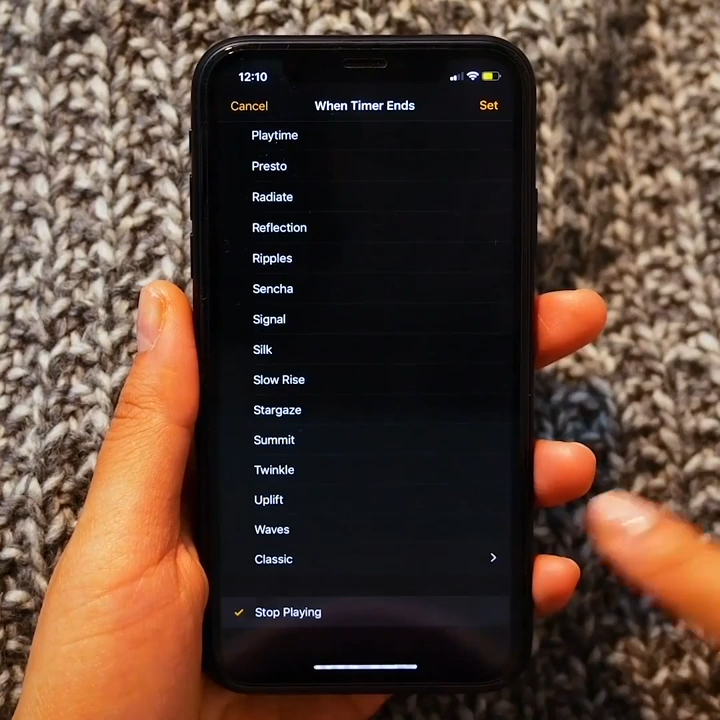 12:10
Cancel When Timer Ends Set
Playtime
Presto
Radiate
Reflection
Ripples
Sencha
Signal
Silk
Slow Rise
Stargaze
Summit
Twinkle
Uplift
Waves
Classic
Stop Playing